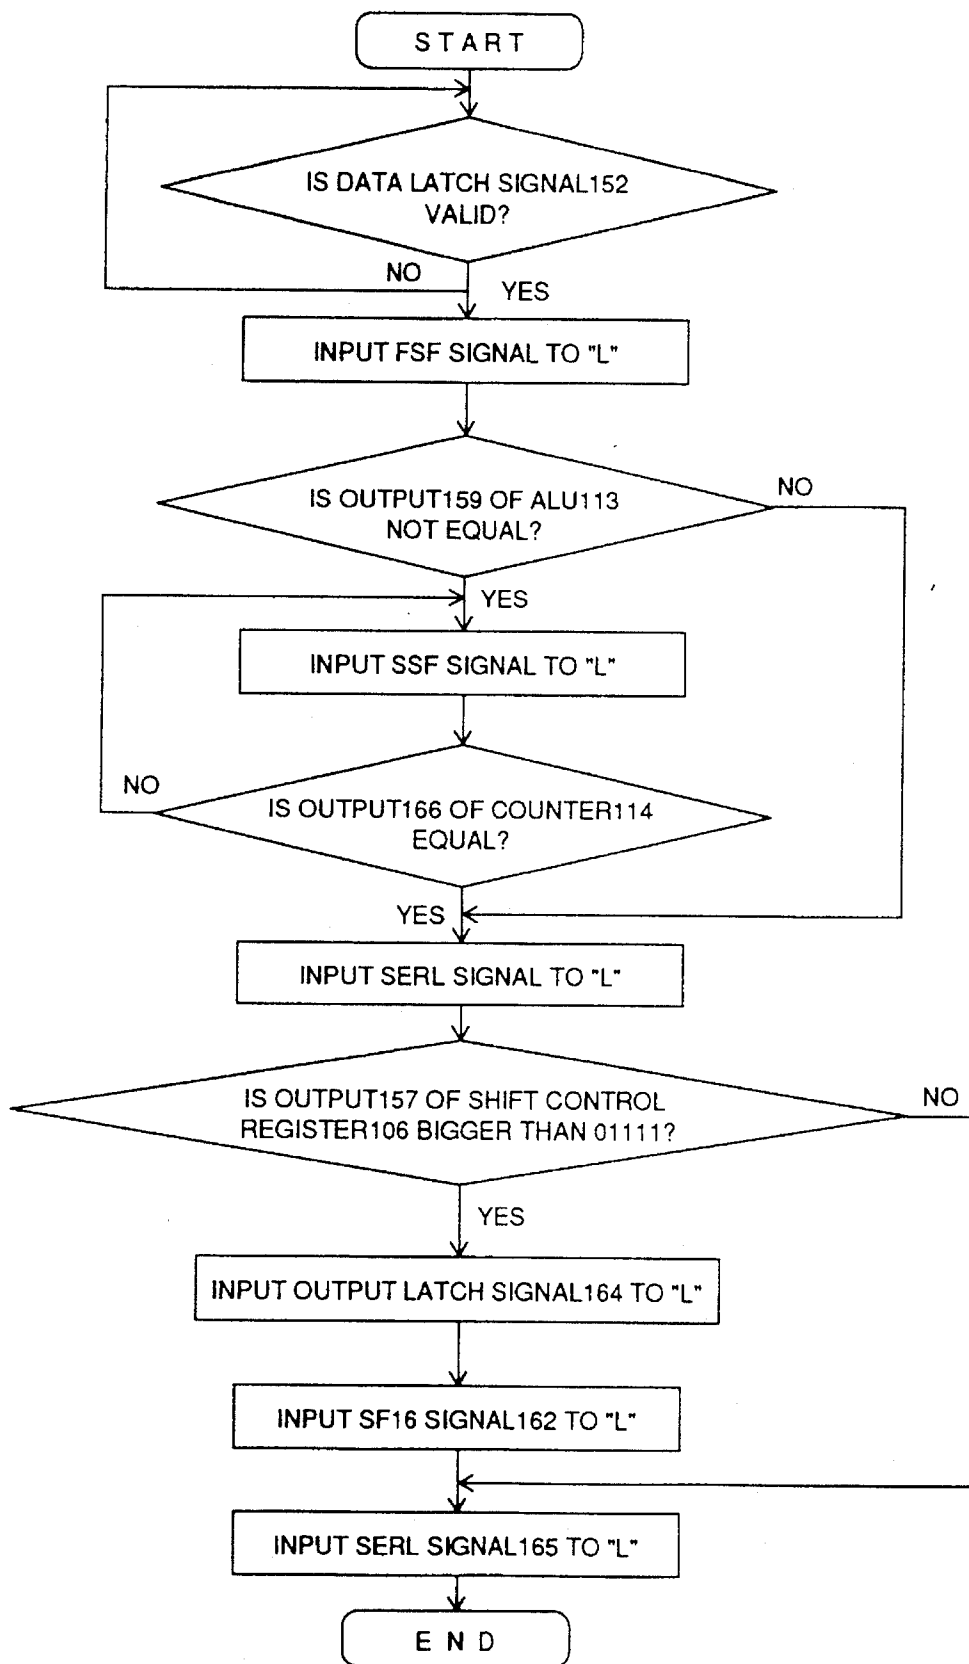 START
IS DATA LATCH SIGNAL152
VALID?
NO
YES
INPUT FSF SIGNAL TO "L"
IS OUTPUT159 OF ALU113
NOT EQUAL?
NO
YES
INPUT SSF SIGNAL TO "L"
NO
IS OUTPUT166 OF COUNTER114
EQUAL?
YES
INPUT SERL SIGNAL TO "L"
IS OUTPUT157 OF SHIFT CONTROL
REGISTER106 BIGGER THAN 01111?
NO
YES
INPUT OUTPUT LATCH SIGNAL164 TO "L"
INPUT SF16 SIGNAL162 TO "L"
INPUT SERL SIGNAL165 TO "L"
END